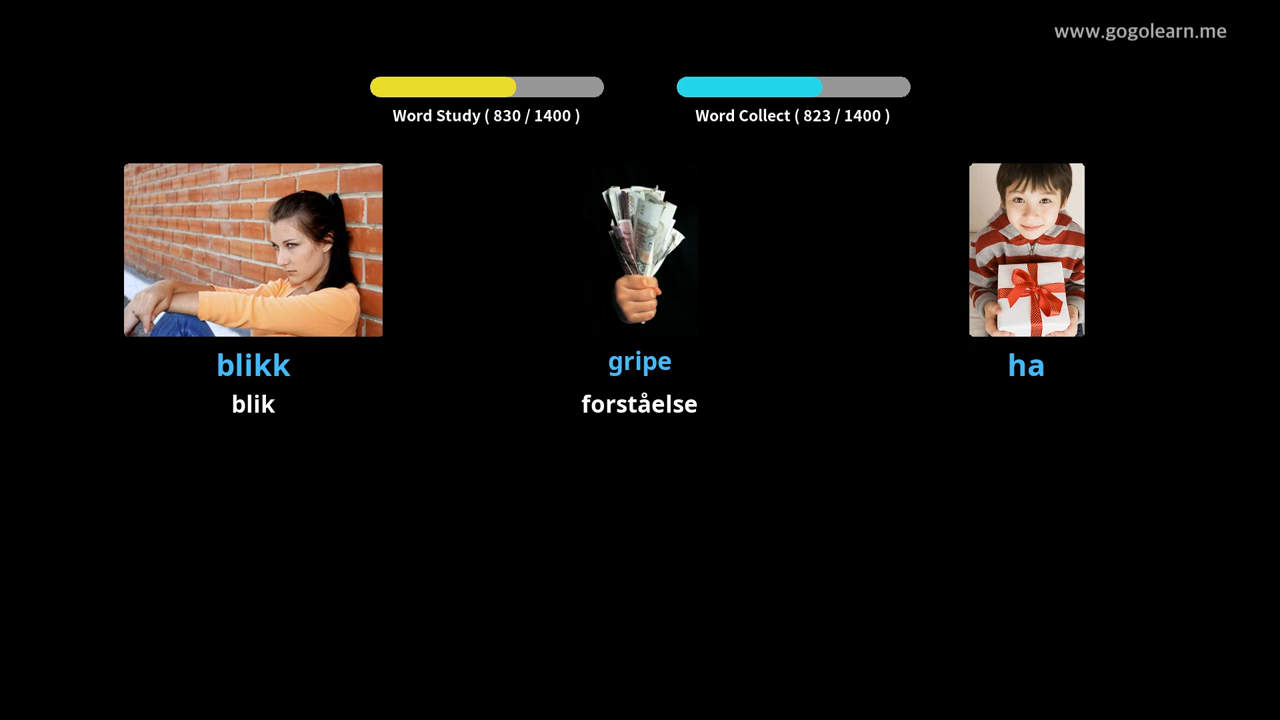 www.gogolearn.me
Word Study ( 830 / 1400 )
Word Collect ( 823 / 1400 )
blikk
gripe
ha
blik
forståelse